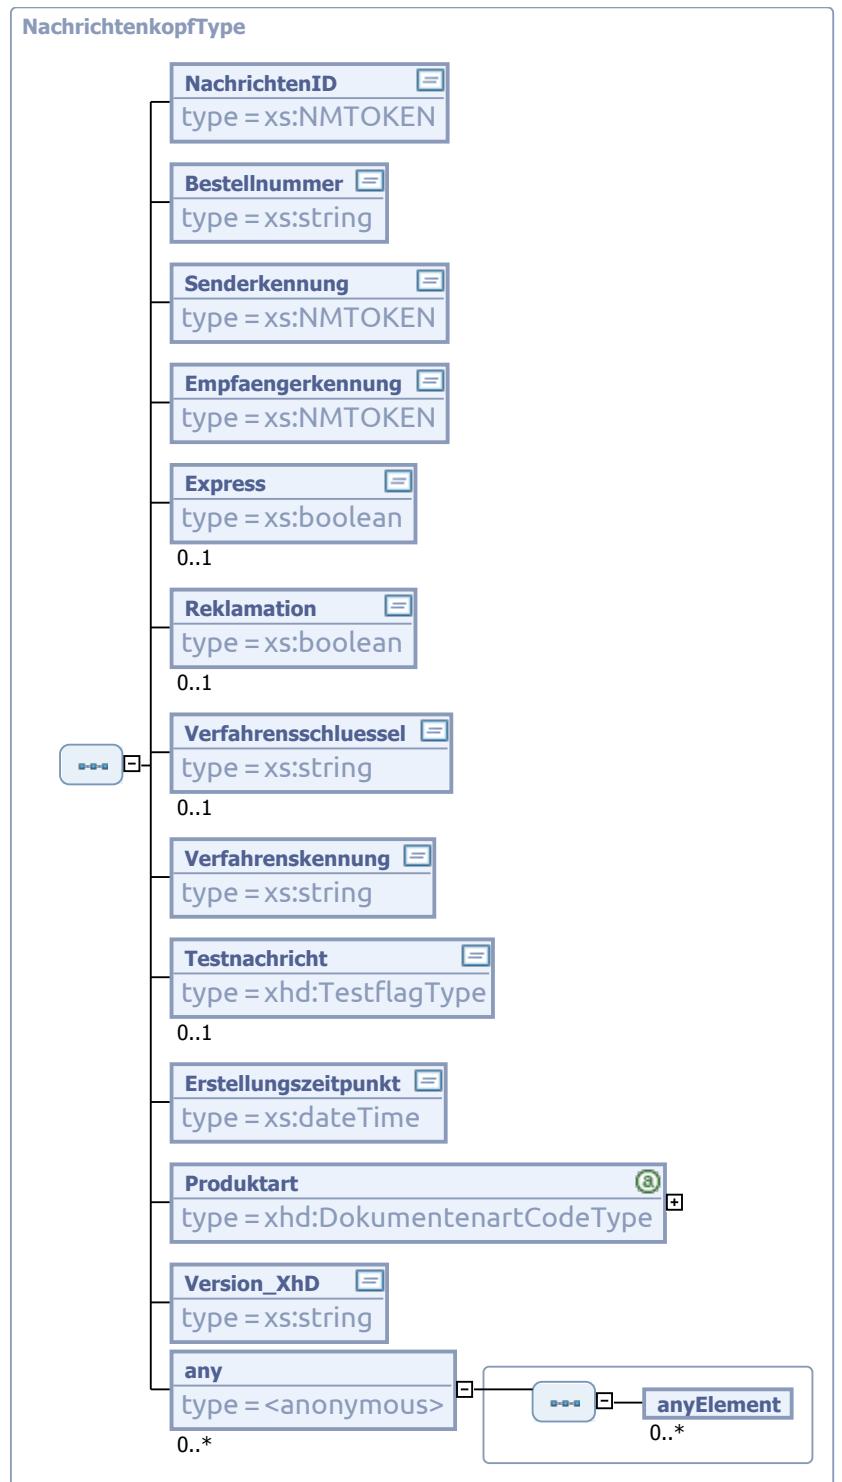 NachrichtenkopfType
NachrichtenID
type = xs:NMTOKEN
Bestellnummer
type = xs:string
Senderkennung
type = xs:NMTOKEN
Empfaengerkennung
type = xs:NMTOKEN
Express
type = xs:boolean
0..1
Reklamation
type = xs:boolean
0..1
Verfahrensschluessel
type = xs:string
0..1
Verfahrenskennung
type = xs:string
Testnachricht
type = xhd:TestflagType
0..1
Erstellungszeitpunkt
type = xs:dateTime
Produktart
type = xhd:DokumentenartCodeType
Version_XhD
type = xs:string
any
type = <anonymous>
0..*
anyElement
0..*